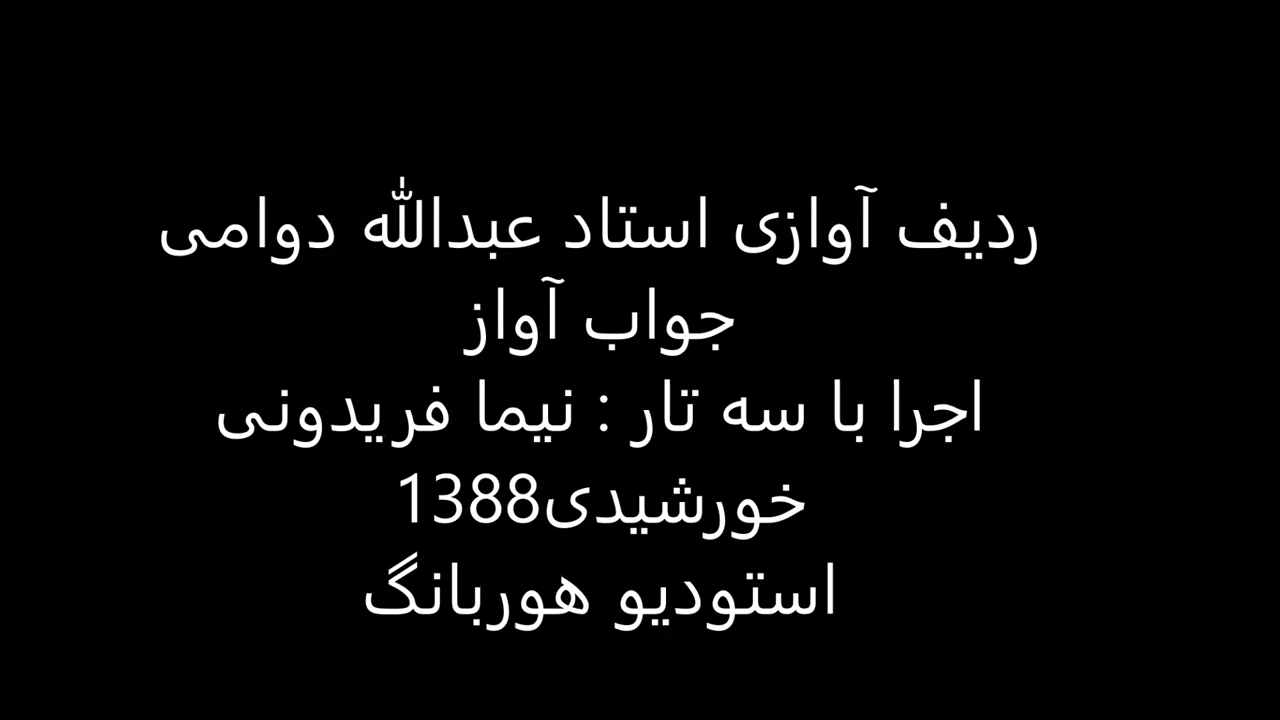 ردیف آوازی استاد عبدالله دوامی
جواب آواز
اجرا با سه تار : نیما فریدونی
خورشیدی1388
استودیو هوربانگ